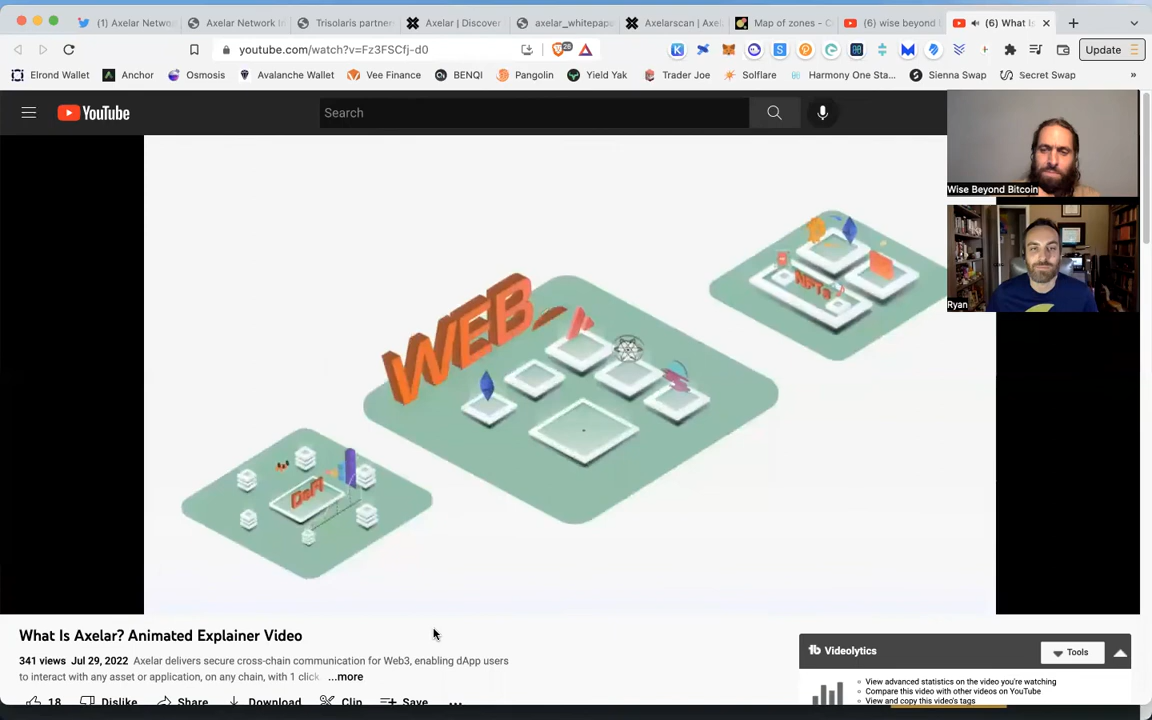 (1) Axelar Netwo
Axelar Network In
Trisolaris partner
Axelar | Discover
axelar_whitepapu
Axelarscan | Axel
Map of zones - C
(6) wise beyond
(6) What Is
youtube.com/watch?v=Fz3FSCfj-d0
26
Update
Elrond Wallet
Anchor
Osmosis
Avalanche Wallet
Vee Finance
BENQI
Pangolin
Yield Yak
Trader Joe
Solflare
Harmony One Sta...
Sienna Swap
Secret Swap
»
YouTube
Search
Wise Beyond Bitcoin
Ryan
WEB
NFTs
DeFi
What Is Axelar? Animated Explainer Video
341 views Jul 29, 2022 Axelar delivers secure cross-chain communication for Web3, enabling dApp users
to interact with any asset or application, on any chain, with 1 click. ...more
18
Dislike
Share
Download
Clip
Save
Videolytics
Tools
View advanced statistics on the video you're watching
Compare this video with other videos on YouTube
View and copy this video's tags